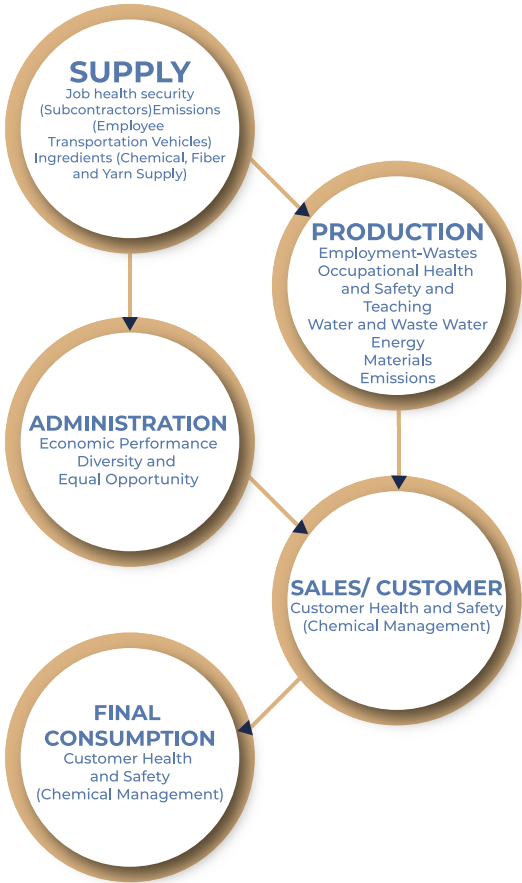 SUPPLY
Job health security
(Subcontractors)Emissions
(Employee
Transportation Vehicles)
Ingredients (Chemical, Fiber
and Yarn Supply)
PRODUCTION
Employment-Wastes
Occupational Health
and Safety and
Teaching
Water and Waste Water
Energy
Materials
Emissions
ADMINISTRATION
Economic Performance
Diversity and
Equal Opportunity
SALES/ CUSTOMER
Customer Health and Safety
(Chemical Management)
FINAL
CONSUMPTION
Customer Health
and Safety
(Chemical Management)